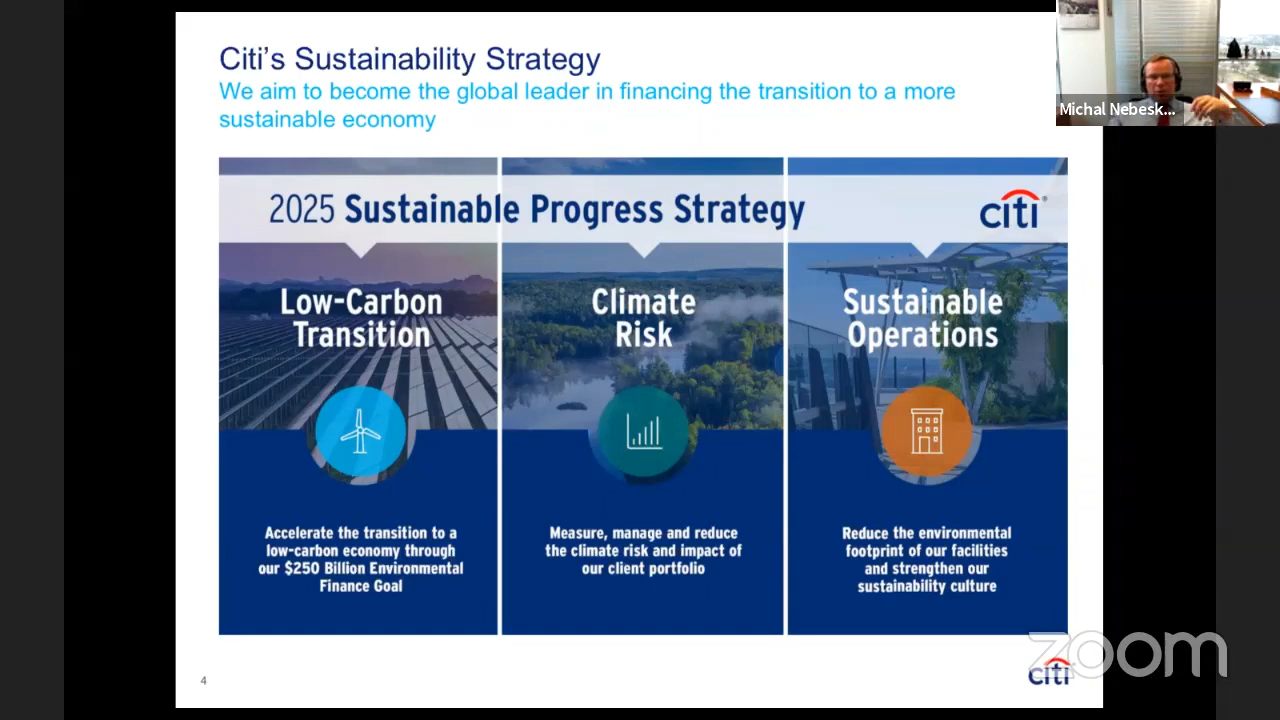 Citi's Sustainability Strategy
We aim to become the global leader in financing the transition to a more
sustainable economy
Michal Nebesk...
2025 Sustainable Progress Strategy
citi®
Low-Carbon
Transition
Climate
Risk
Sustainable
Operations
Accelerate the transition to a
low-carbon economy through
our $250 Billion Environmental
Finance Goal
Measure, manage and reduce
the climate risk and impact of
our client portfolio
Reduce the environmental
footprint of our facilities
and strengthen our
sustainability culture
4
citi
zoom